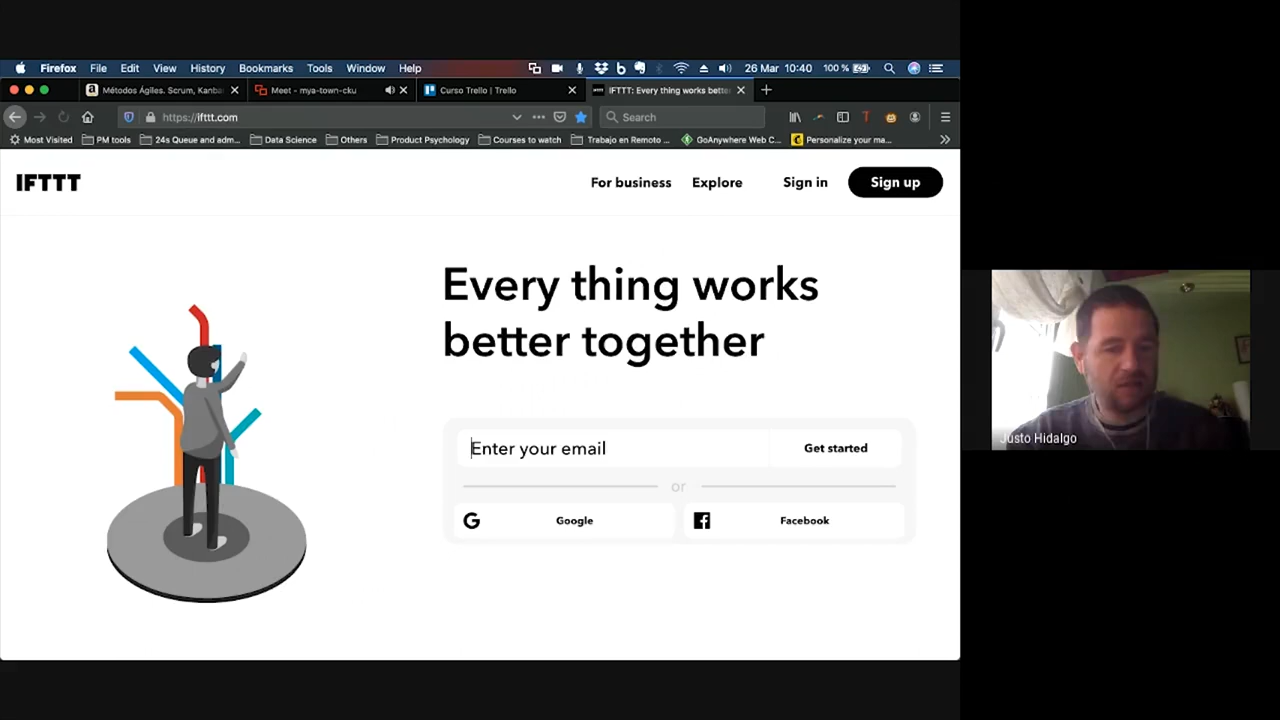 Firefox File Edit View History Bookmarks Tools Window Help 26 Mar 10:40 100 %
Métodos Ágiles. Scrum, Kanba
Meet - mya-town-cku
Curso Trello | Trello
IFTTT: Every thing works bette
https://ifttt.com
Search
Most Visited PM tools 24s Queue and adm... Data Science Others Product Psychology Courses to watch Trabajo en Remoto ... GoAnywhere Web C... Personalize your ma...
IFTTT
For business Explore Sign in Sign up
Every thing works
better together
Enter your email
Get started
or
Google
Facebook
Justo Hidalgo